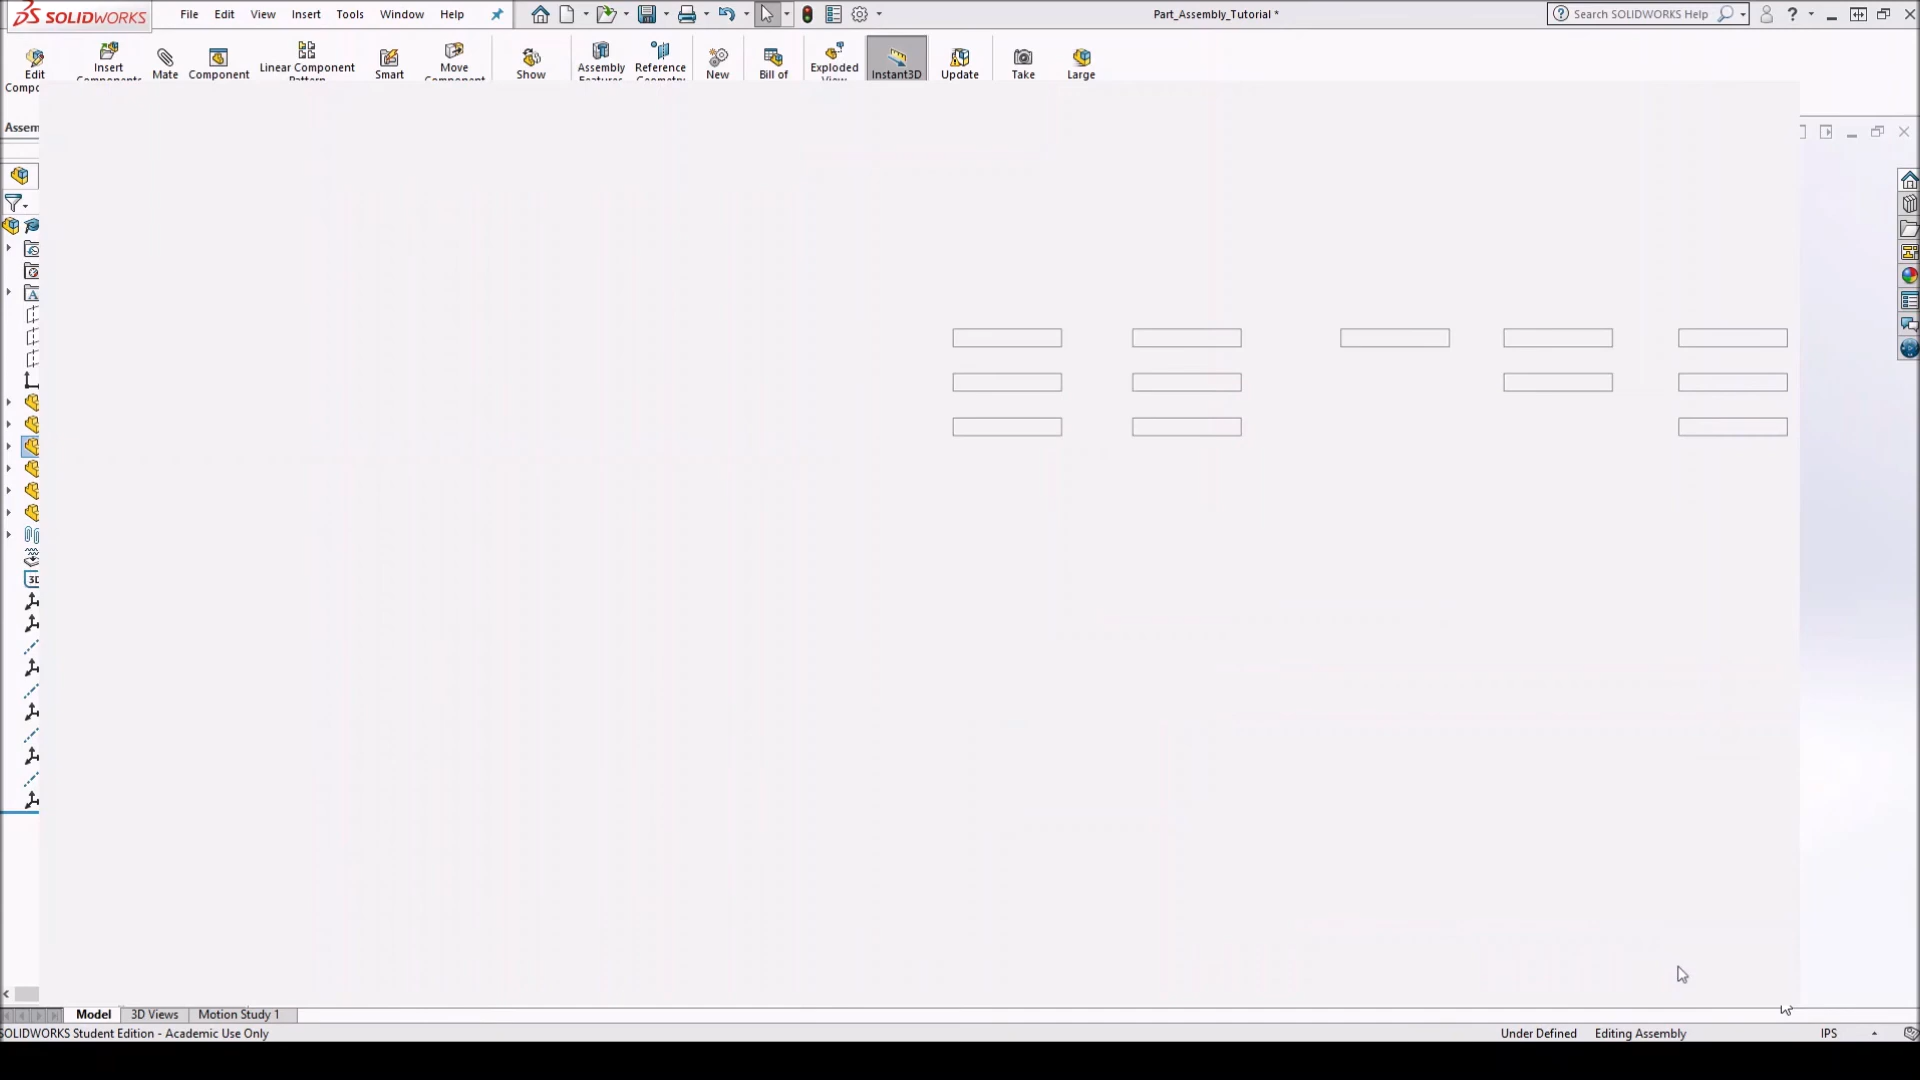 SOLIDWORKS File Edit View Insert Tools Window Help Part_Assembly_Tutorial * Search SOLIDWORKS Help
Edit Insert Mate Component Linear Component Smart Move Show Assembly Reference New Bill of Exploded Instant3D Update Take Large
Model 3D Views Motion Study 1
SOLIDWORKS Student Edition - Academic Use Only Under Defined Editing Assembly IPS